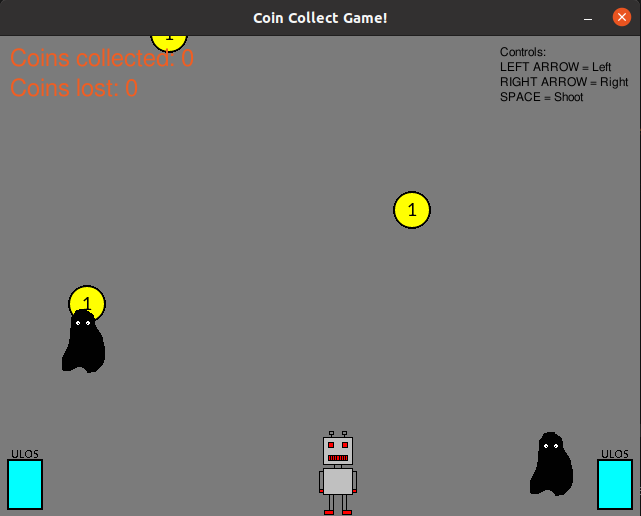 Coin Collect Game!
1
Coins collected: 0
Coins lost: 0
Controls:
LEFT ARROW = Left
RIGHT ARROW = Right
SPACE = Shoot
1
1
ULOS
ULOS